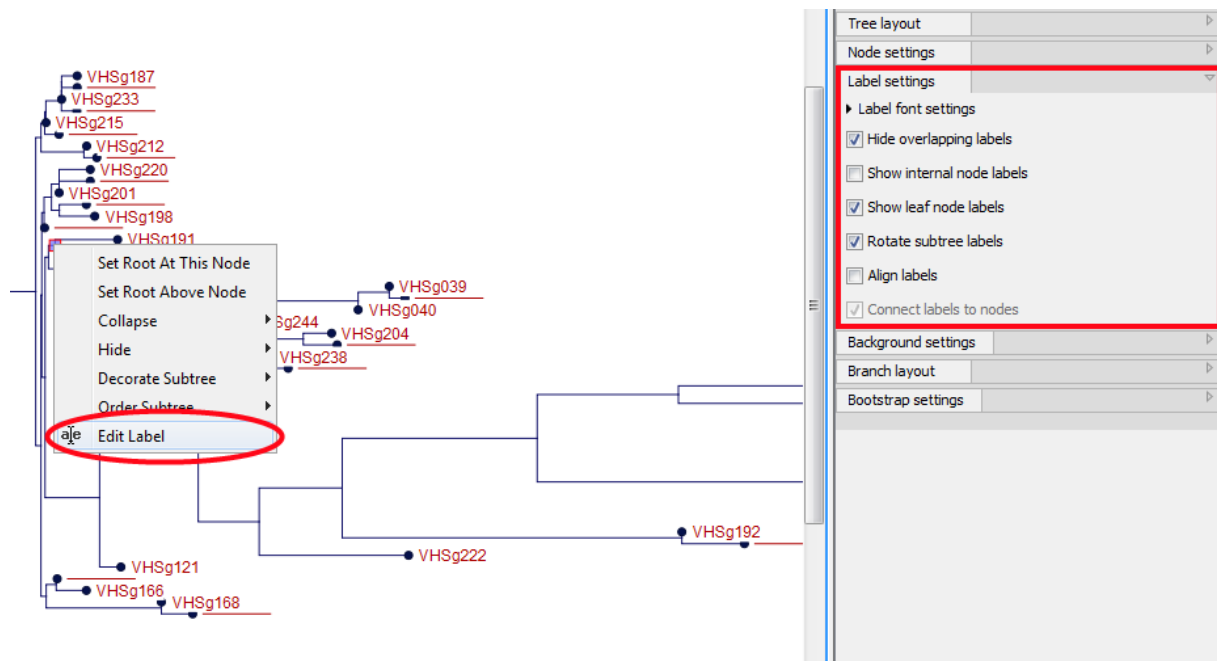 VHSg187
VHSg233
VHSg215
VHSg212
VHSg220
VHSg201
VHSg198
VHSg191
Set Root At This Node
Set Root Above Node
Collapse
Hide
Decorate Subtree
Order Subtree
Edit Label
VHSg039
VHSg040
Sg244
VHSg204
VHSg238
VHSg192
VHSg222
VHSg121
VHSg166
VHSg168
Tree layout
Node settings
Label settings
Label font settings
Hide overlapping labels
Show internal node labels
Show leaf node labels
Rotate subtree labels
Align labels
Connect labels to nodes
Background settings
Branch layout
Bootstrap settings